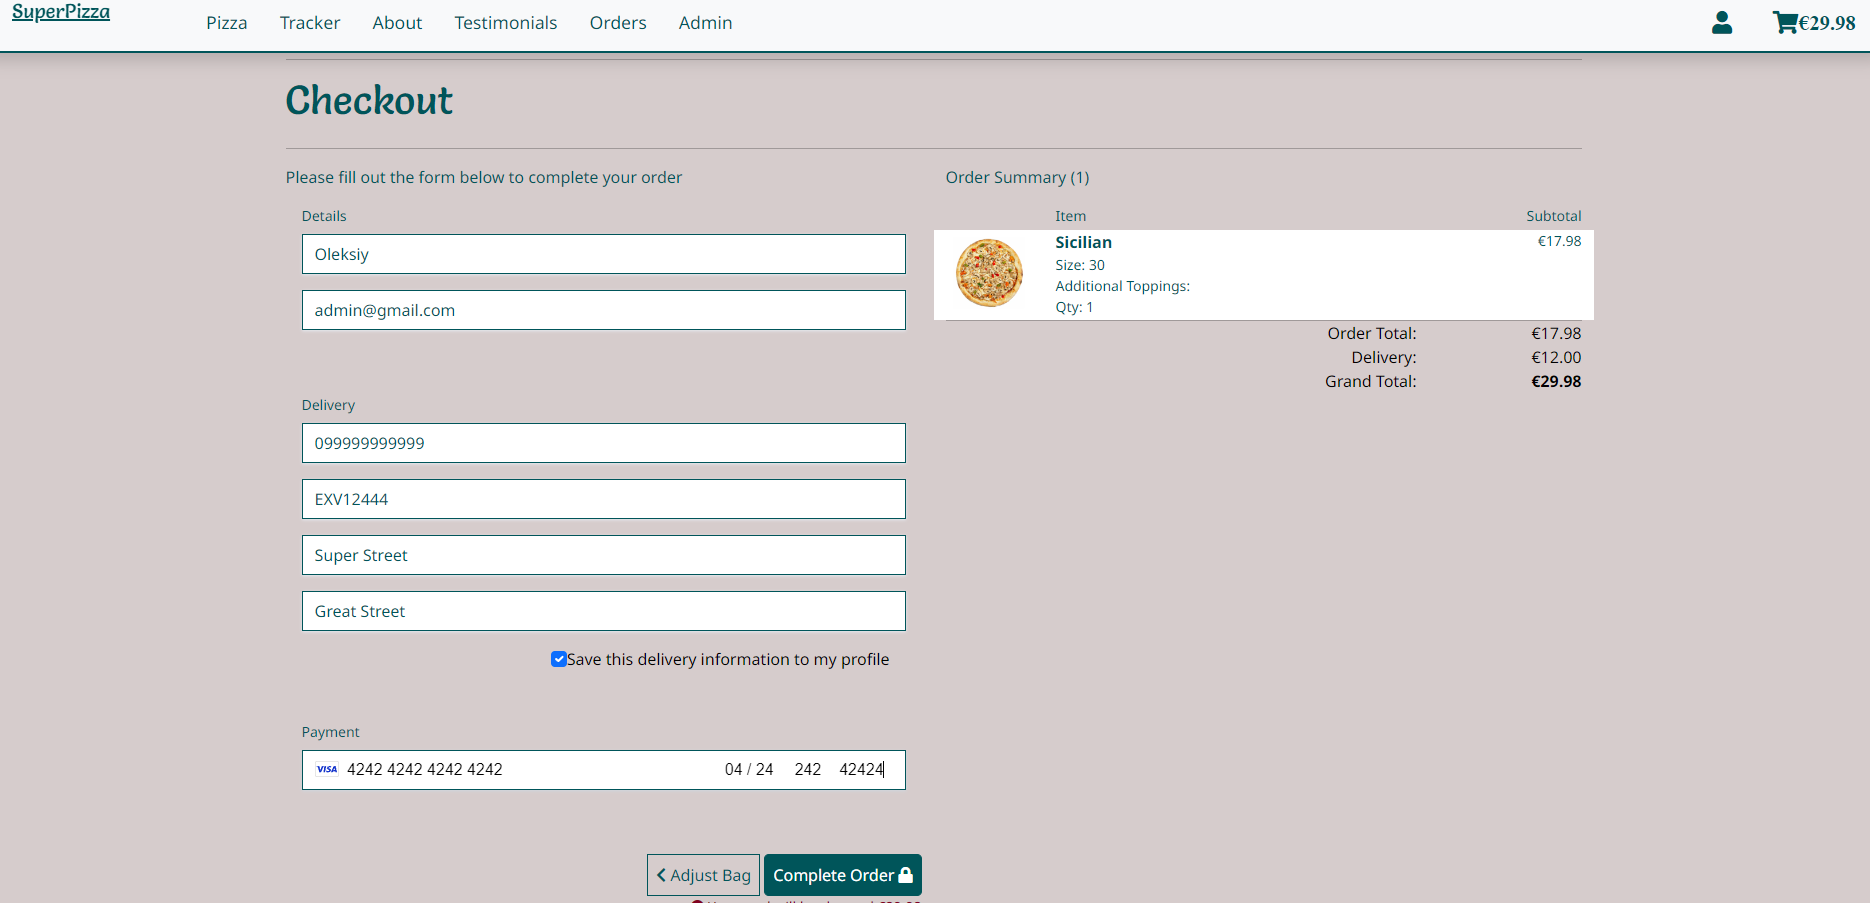 SuperPizza
Pizza Tracker About Testimonials Orders Admin
€29.98
Checkout
Please fill out the form below to complete your order
Details
Oleksiy
admin@gmail.com
Delivery
099999999999
EXV12444
Super Street
Great Street
Save this delivery information to my profile
Payment
VISA 4242 4242 4242 4242 04 / 24 242 42424
Adjust Bag Complete Order
Order Summary (1)
Item Subtotal
Sicilian €17.98
Size: 30
Additional Toppings:
Qty: 1
Order Total: €17.98
Delivery: €12.00
Grand Total: €29.98